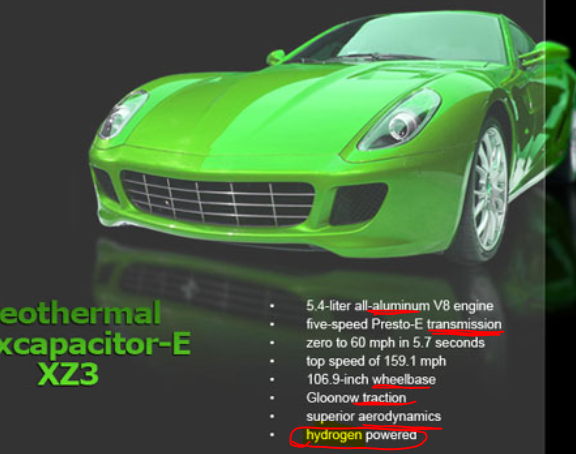 eothermal
xcapacitor-E
XZ3
5.4-liter all-aluminum V8 engine
five-speed Presto-E transmission
zero to 60 mph in 5.7 seconds
top speed of 159.1 mph
106.9-inch wheelbase
Gloonow traction
superior aerodynamics
hydrogen powered